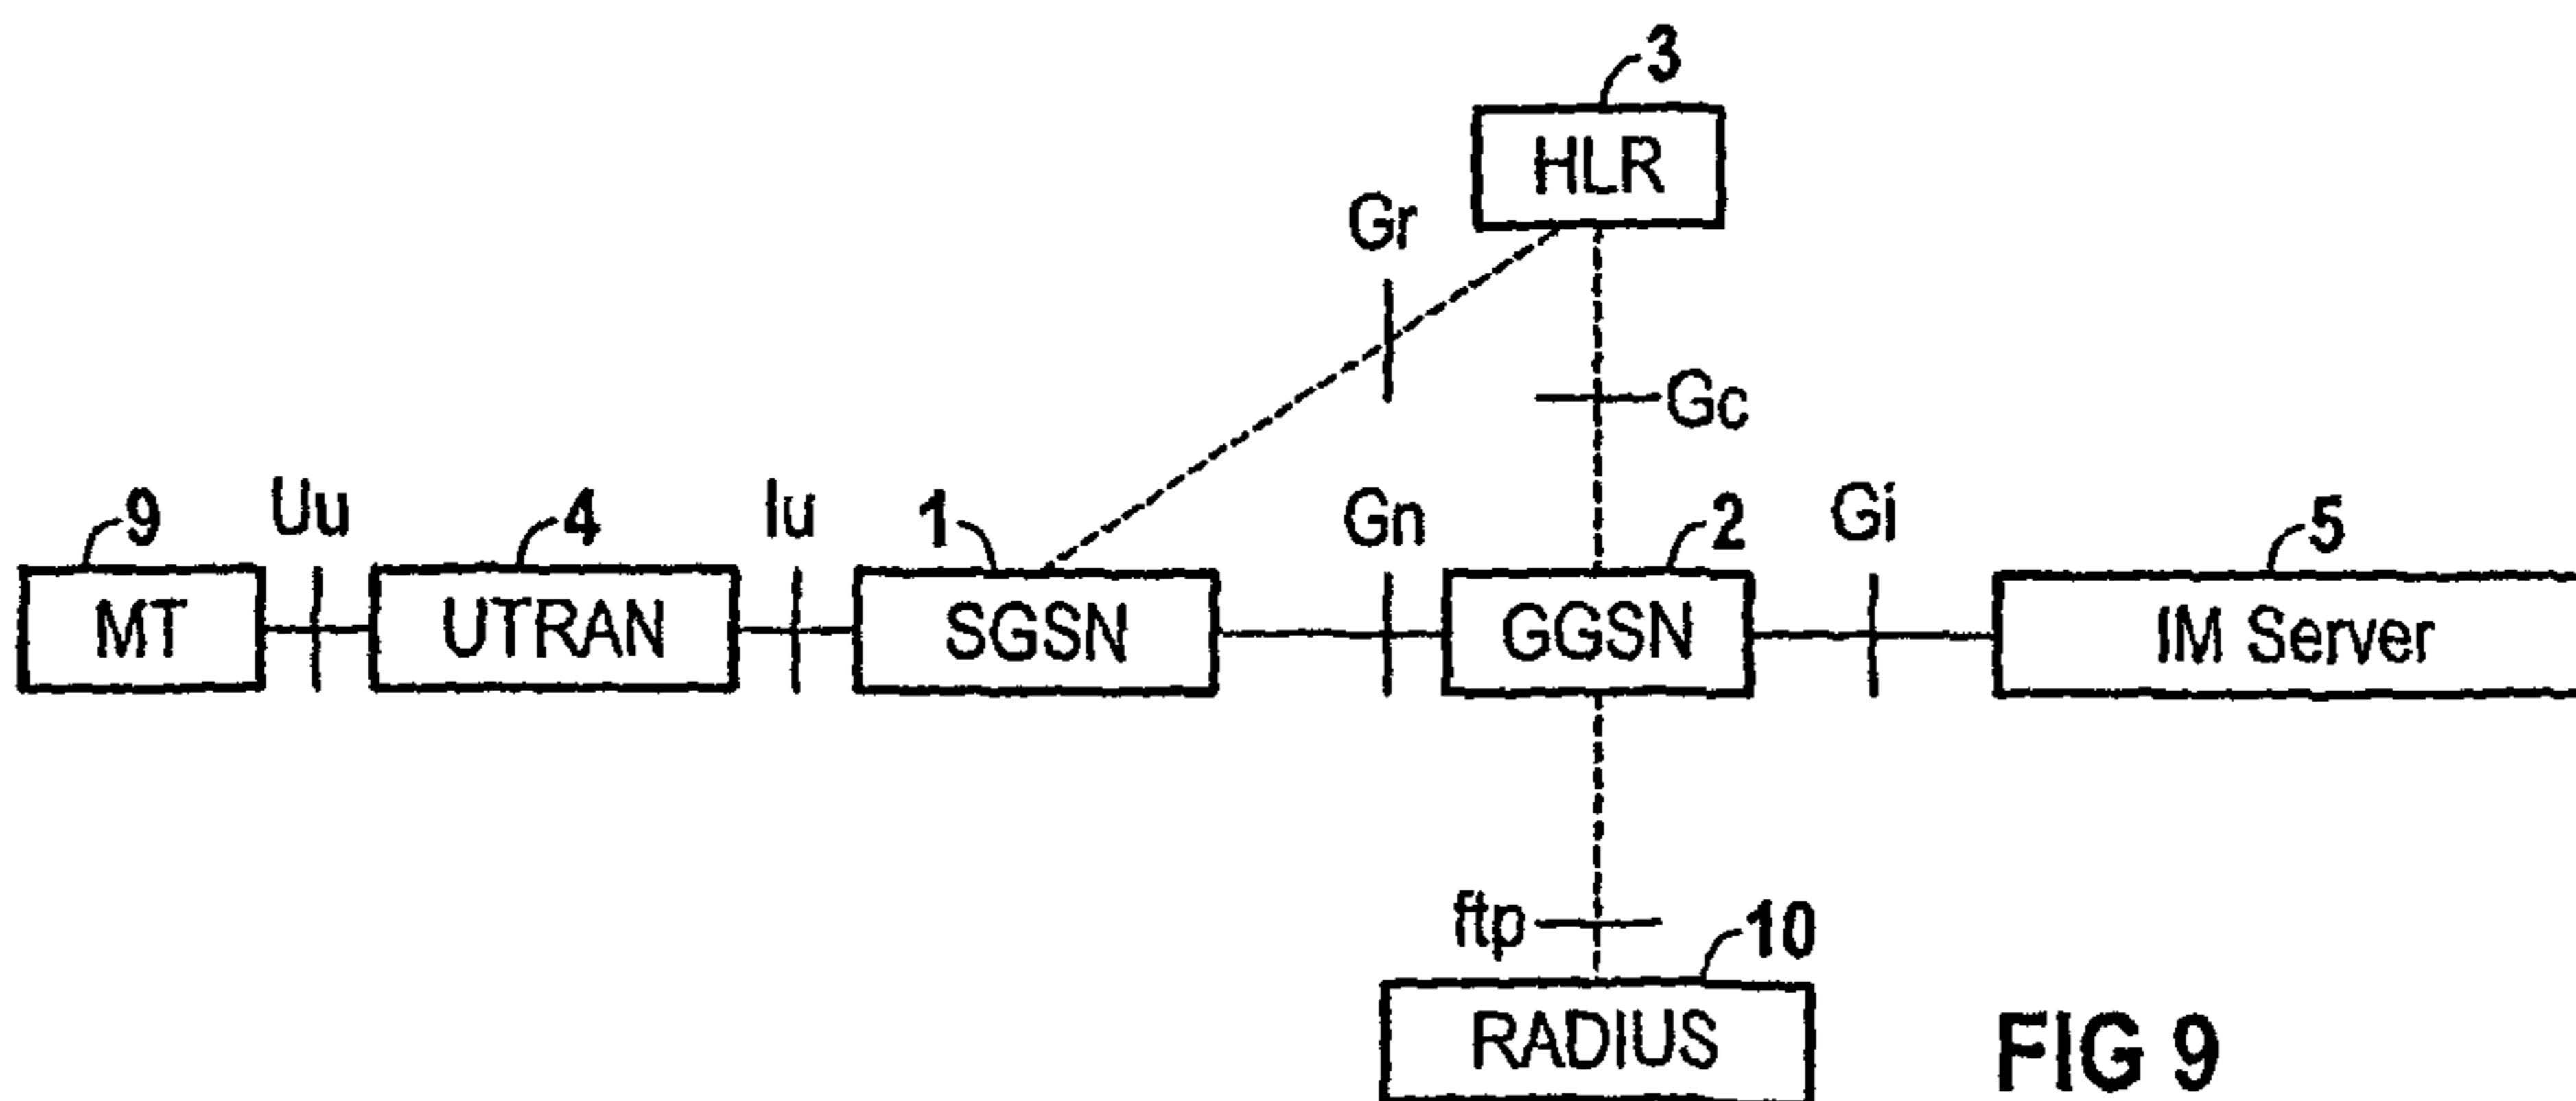 3
HLR
Gr
Gc
9
Uu
4
Iu
1
Gn
2
Gi
5
MT
UTRAN
SGSN
GGSN
IM Server
ftp
10
RADIUS
FIG 9